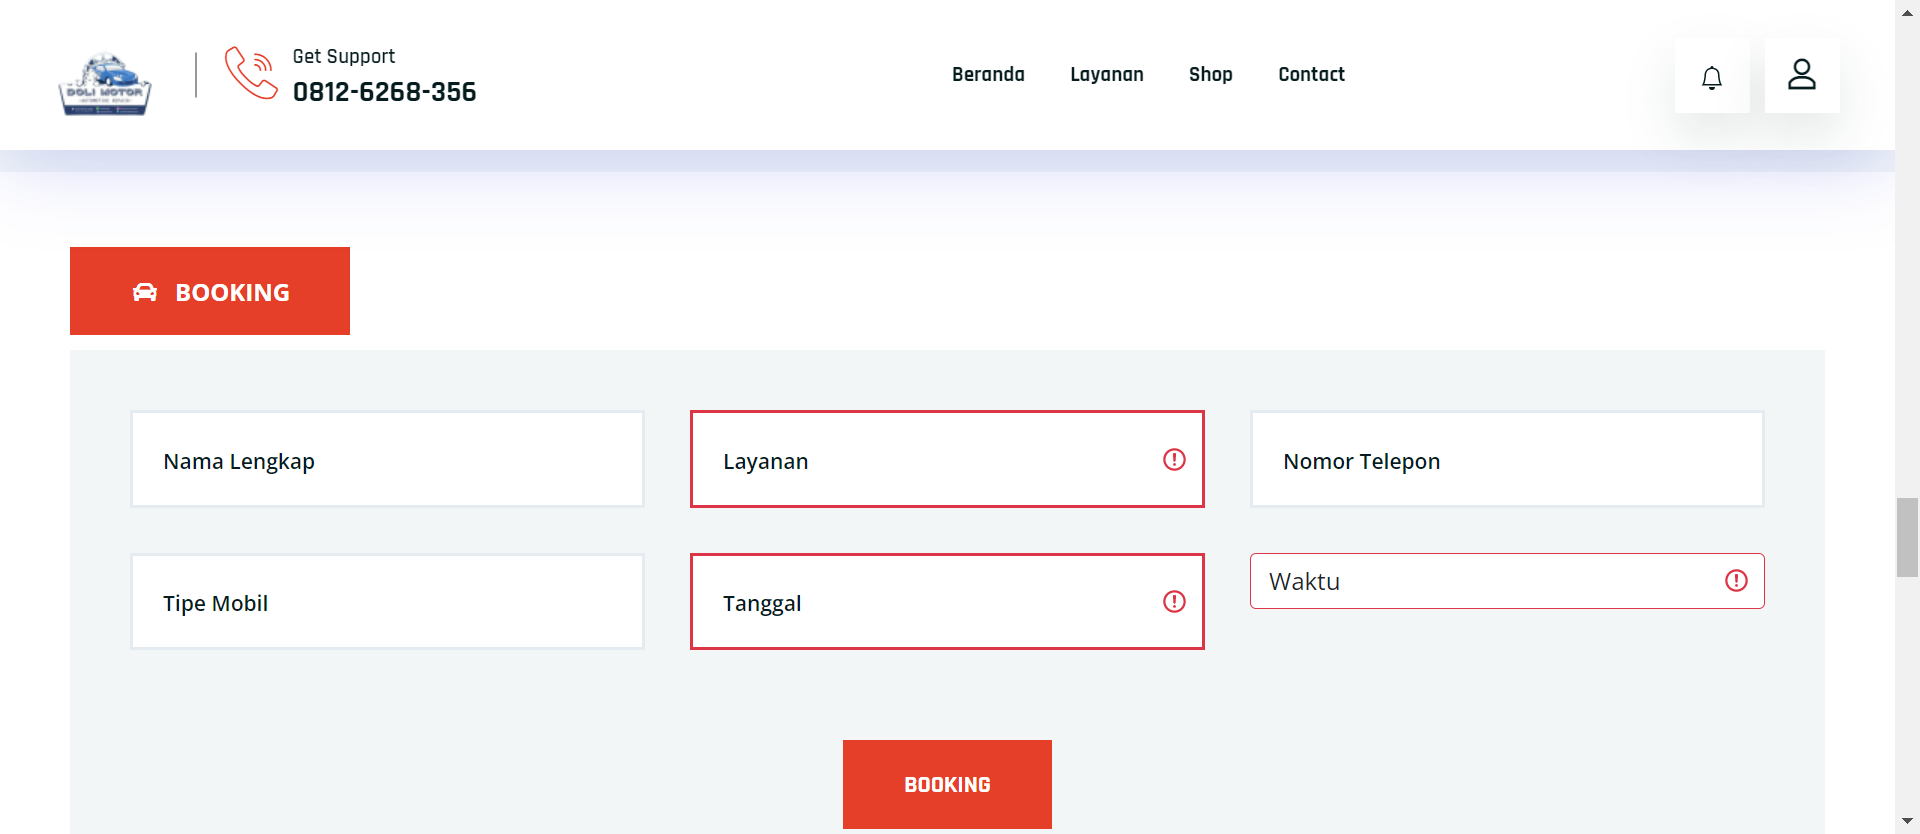 DOLI MOTOR
Get Support
0812-6268-356
Beranda
Layanan
Shop
Contact
BOOKING
Nama Lengkap
Layanan
Nomor Telepon
Tipe Mobil
Tanggal
Waktu
BOOKING